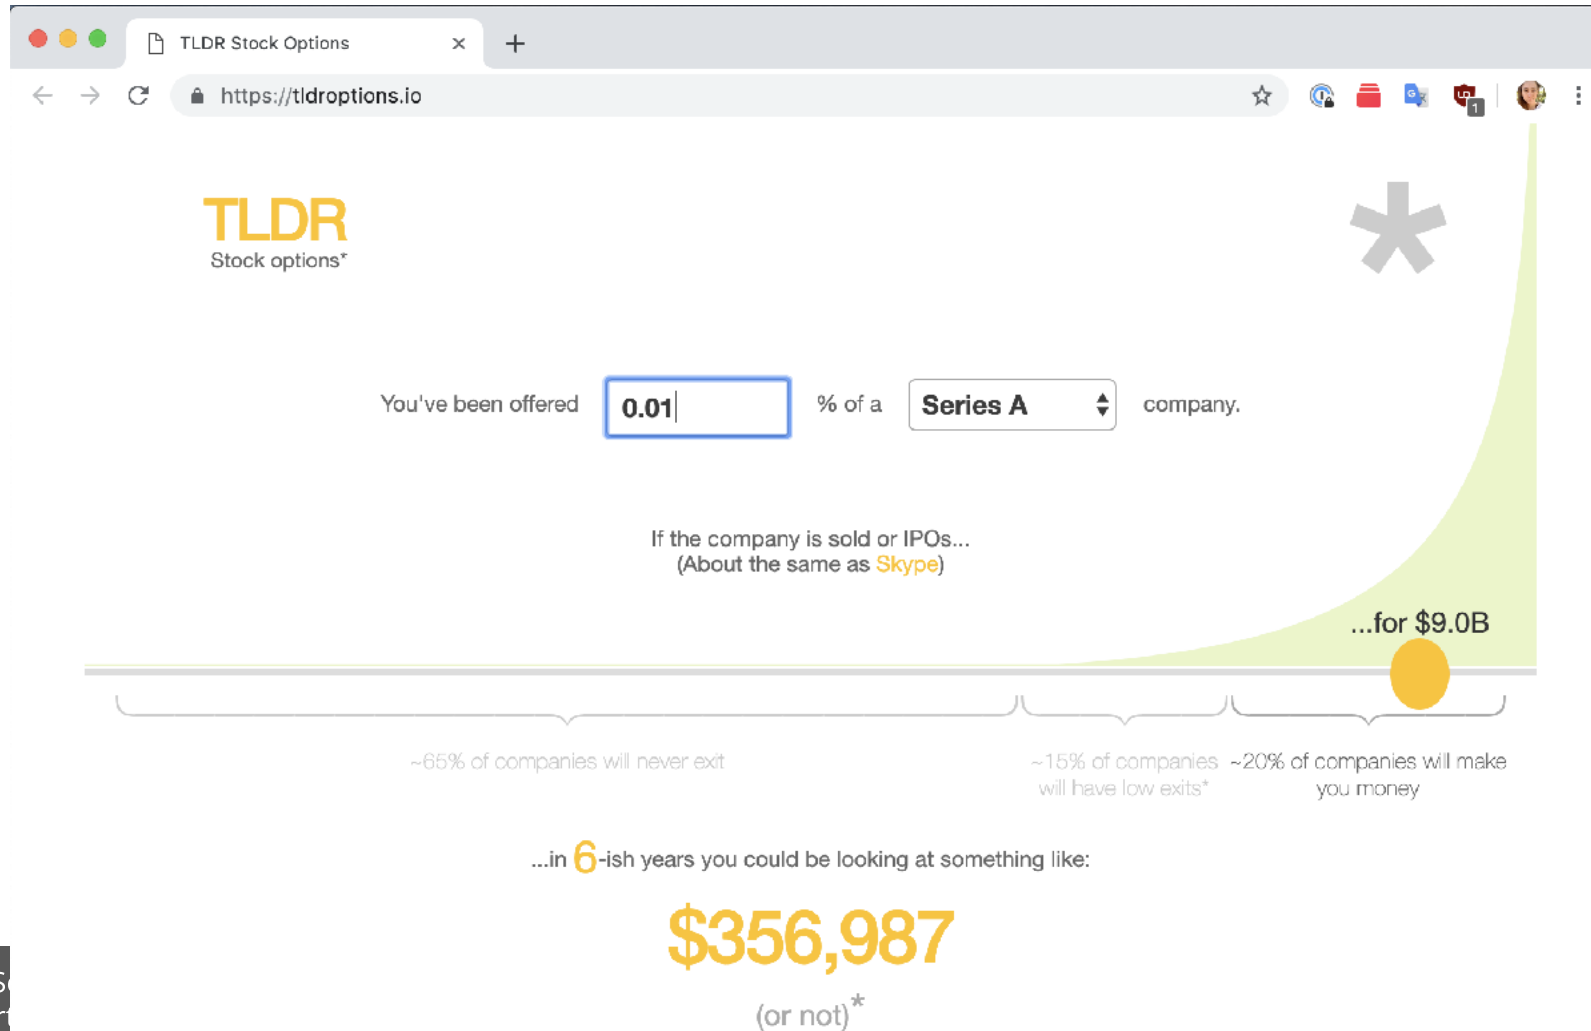 TLDR Stock Options
https://tldroptions.io
1
TLDR
Stock options*
*
You've been offered 0.01 % of a Series A company.
If the company is sold or IPOs...
(About the same as Skype)
...for $9.0B
~65% of companies will never exit
~15% of companies
will have low exits*
~20% of companies will make
you money
...in 6-ish years you could be looking at something like:
$356,987
(or not)*